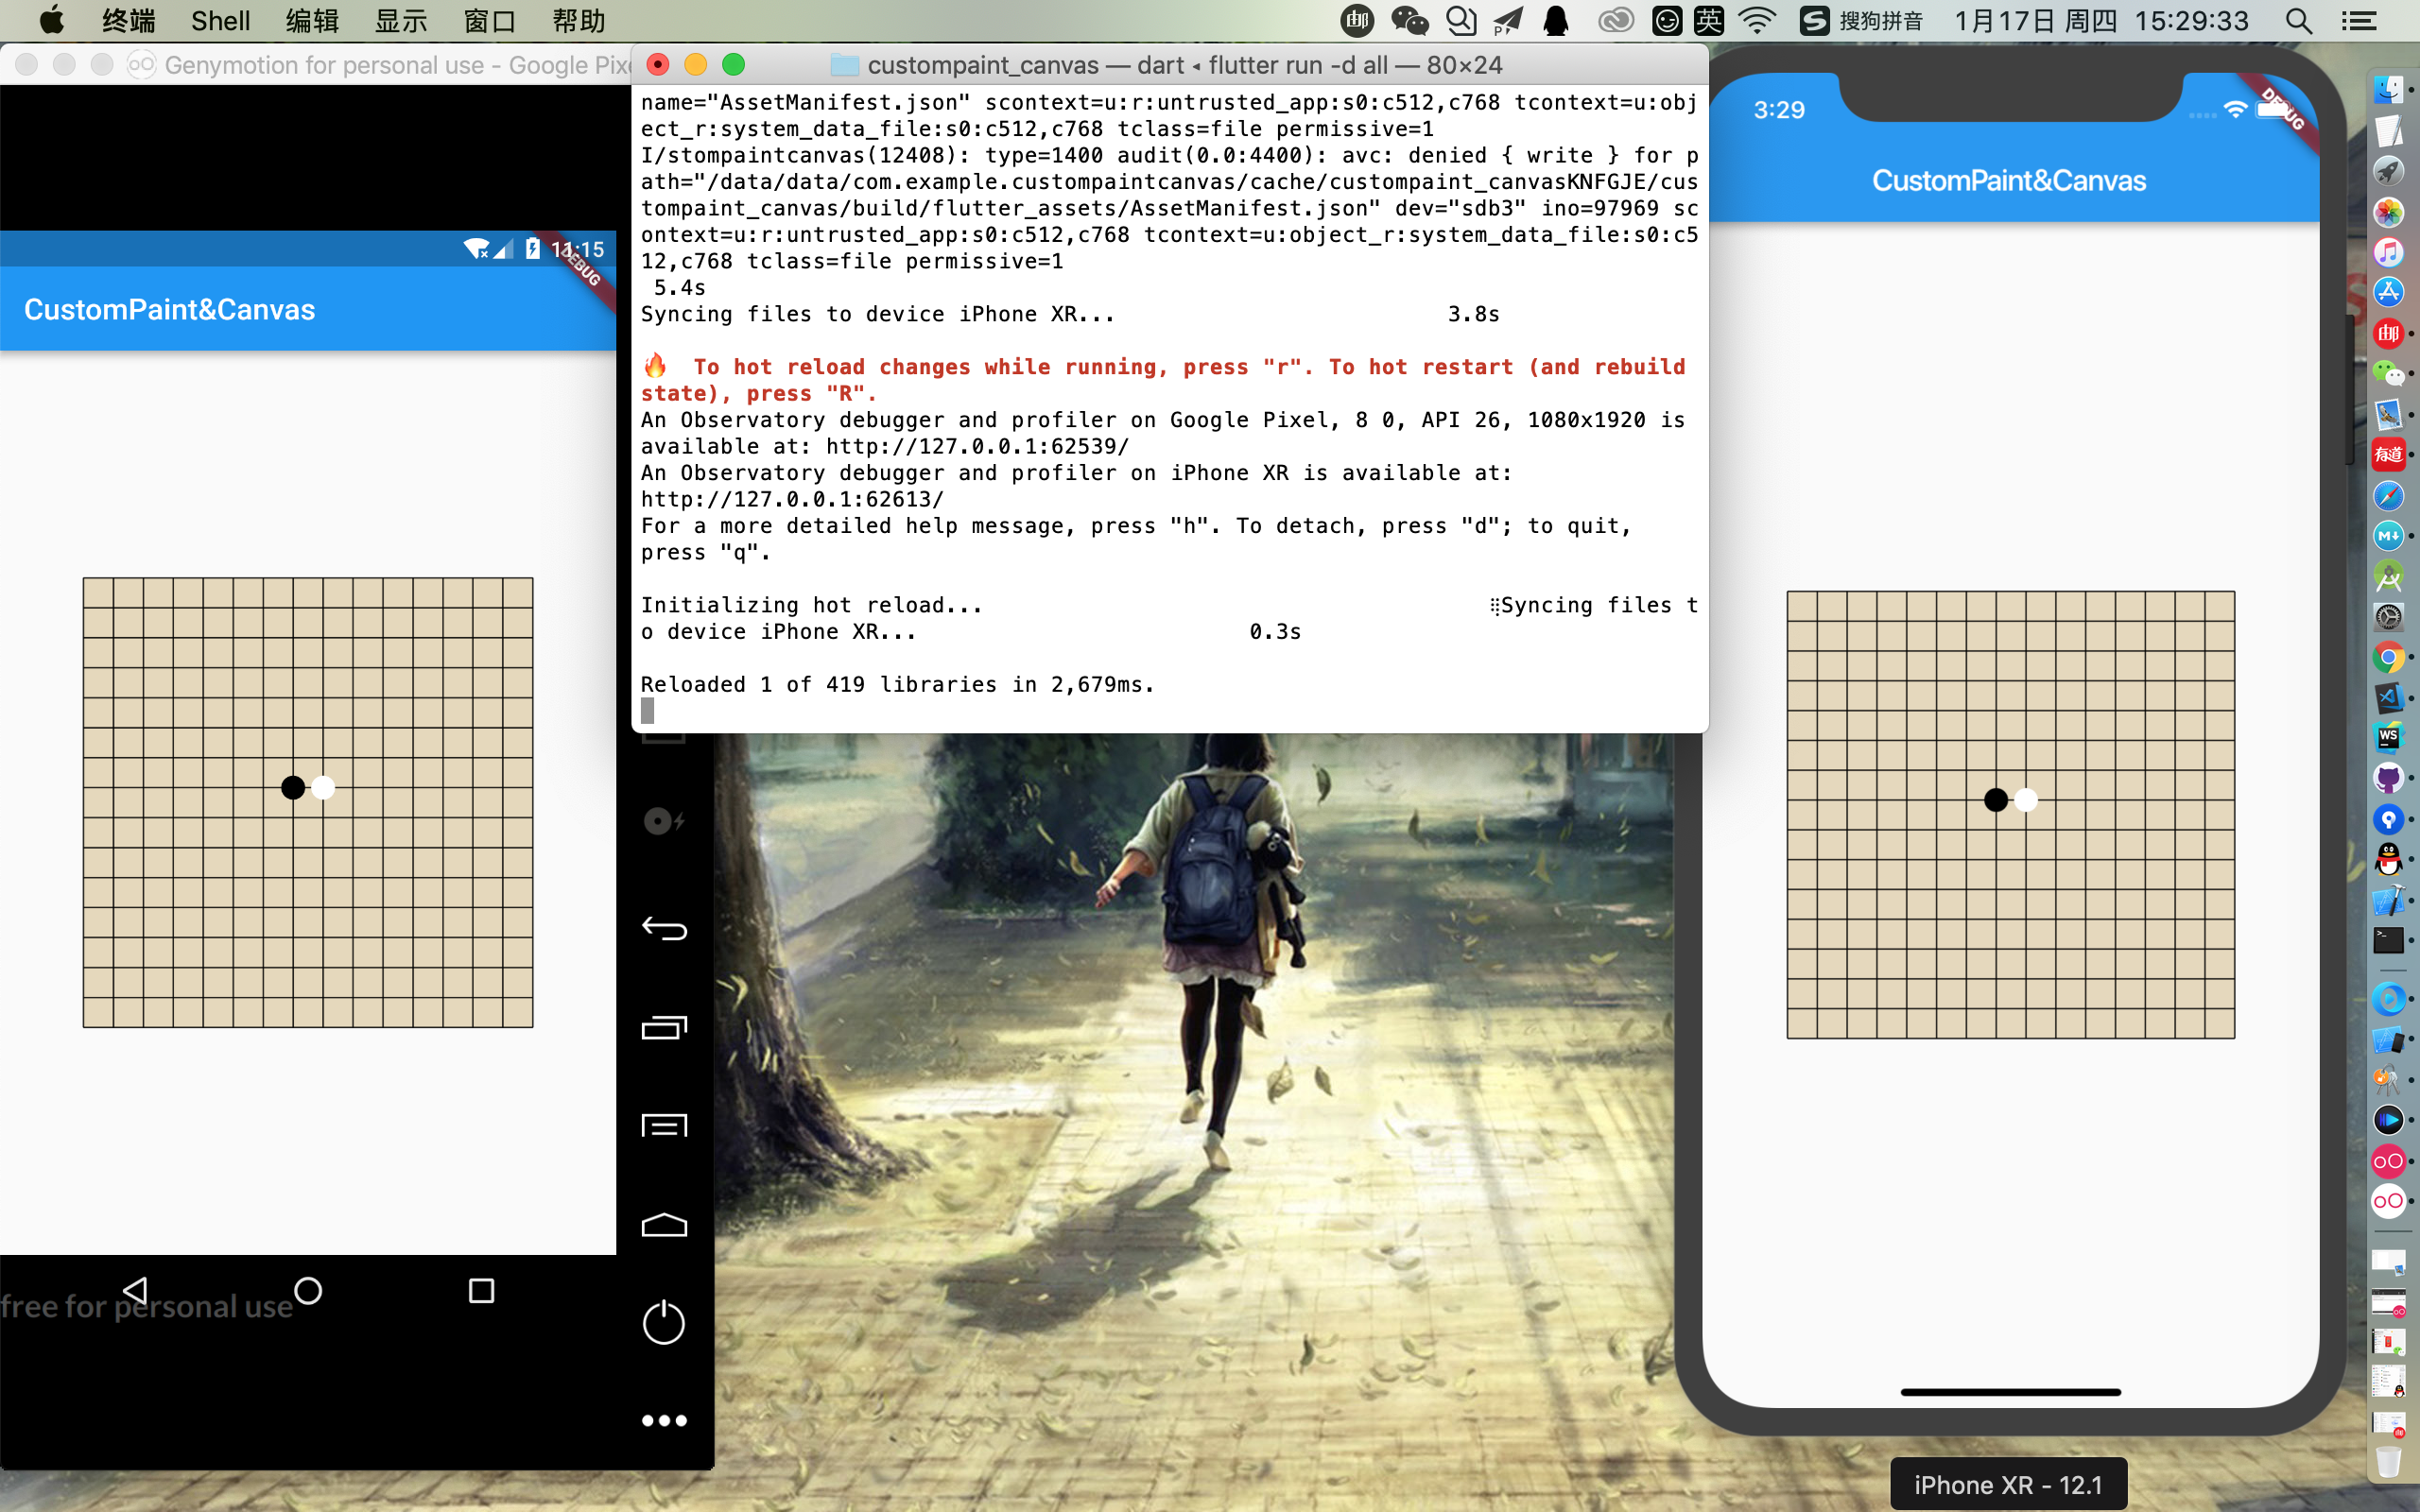 终端 Shell 编辑 显示 窗口 帮助 英 搜狗拼音 1月17日 周四 15:29:33
Genymotion for personal use - Google Pix
custompaint_canvas — dart ◂ flutter run -d all — 80×24
name="AssetManifest.json" scontext=u:r:untrusted_app:s0:c512,c768 tcontext=u:obj
ect_r:system_data_file:s0:c512,c768 tclass=file permissive=1
I/stompaintcanvas(12408): type=1400 audit(0.0:4400): avc: denied { write } for p
ath="/data/data/com.example.custompaintcanvas/cache/custompaint_canvasKNFGJE/cus
tompaint_canvas/build/flutter_assets/AssetManifest.json" dev="sdb3" ino=97969 sc
ontext=u:r:untrusted_app:s0:c512,c768 tcontext=u:object_r:system_data_file:s0:c5
12,c768 tclass=file permissive=1
5.4s
Syncing files to device iPhone XR... 3.8s
🔥 To hot reload changes while running, press "r". To hot restart (and rebuild
state), press "R".
An Observatory debugger and profiler on Google Pixel, 8 0, API 26, 1080x1920 is
available at: http://127.0.0.1:62539/
An Observatory debugger and profiler on iPhone XR is available at:
http://127.0.0.1:62613/
For a more detailed help message, press "h". To detach, press "d"; to quit,
press "q".
Initializing hot reload... ⣻Syncing files t
o device iPhone XR... 0.3s
Reloaded 1 of 419 libraries in 2,679ms.
11:15
DEBUG
CustomPaint&Canvas
free for personal use
3:29
DEBUG
CustomPaint&Canvas
iPhone XR - 12.1
邮
有道
M↓
WS